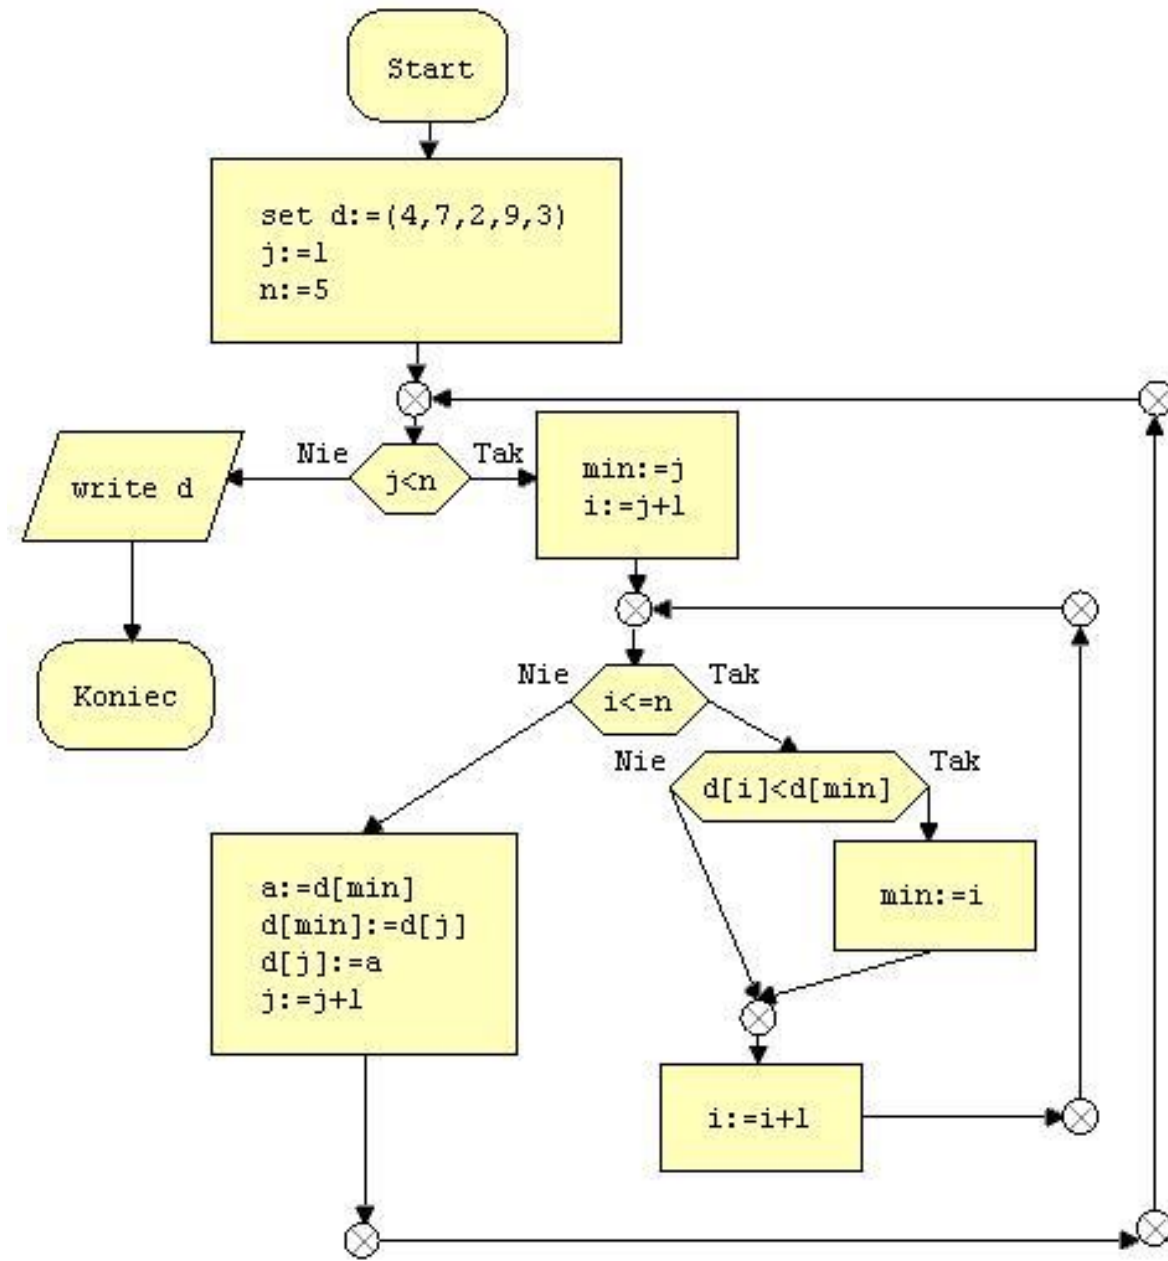 Start
set d:=(4,7,2,9,3)
j:=1
n:=5
Nie
j<n
Tak
write d
min:=j
i:=j+1
Koniec
Nie
i<=n
Tak
Nie
d[i]<d[min]
Tak
a:=d[min]
d[min]:=d[j]
d[j]:=a
j:=j+1
min:=i
i:=i+1